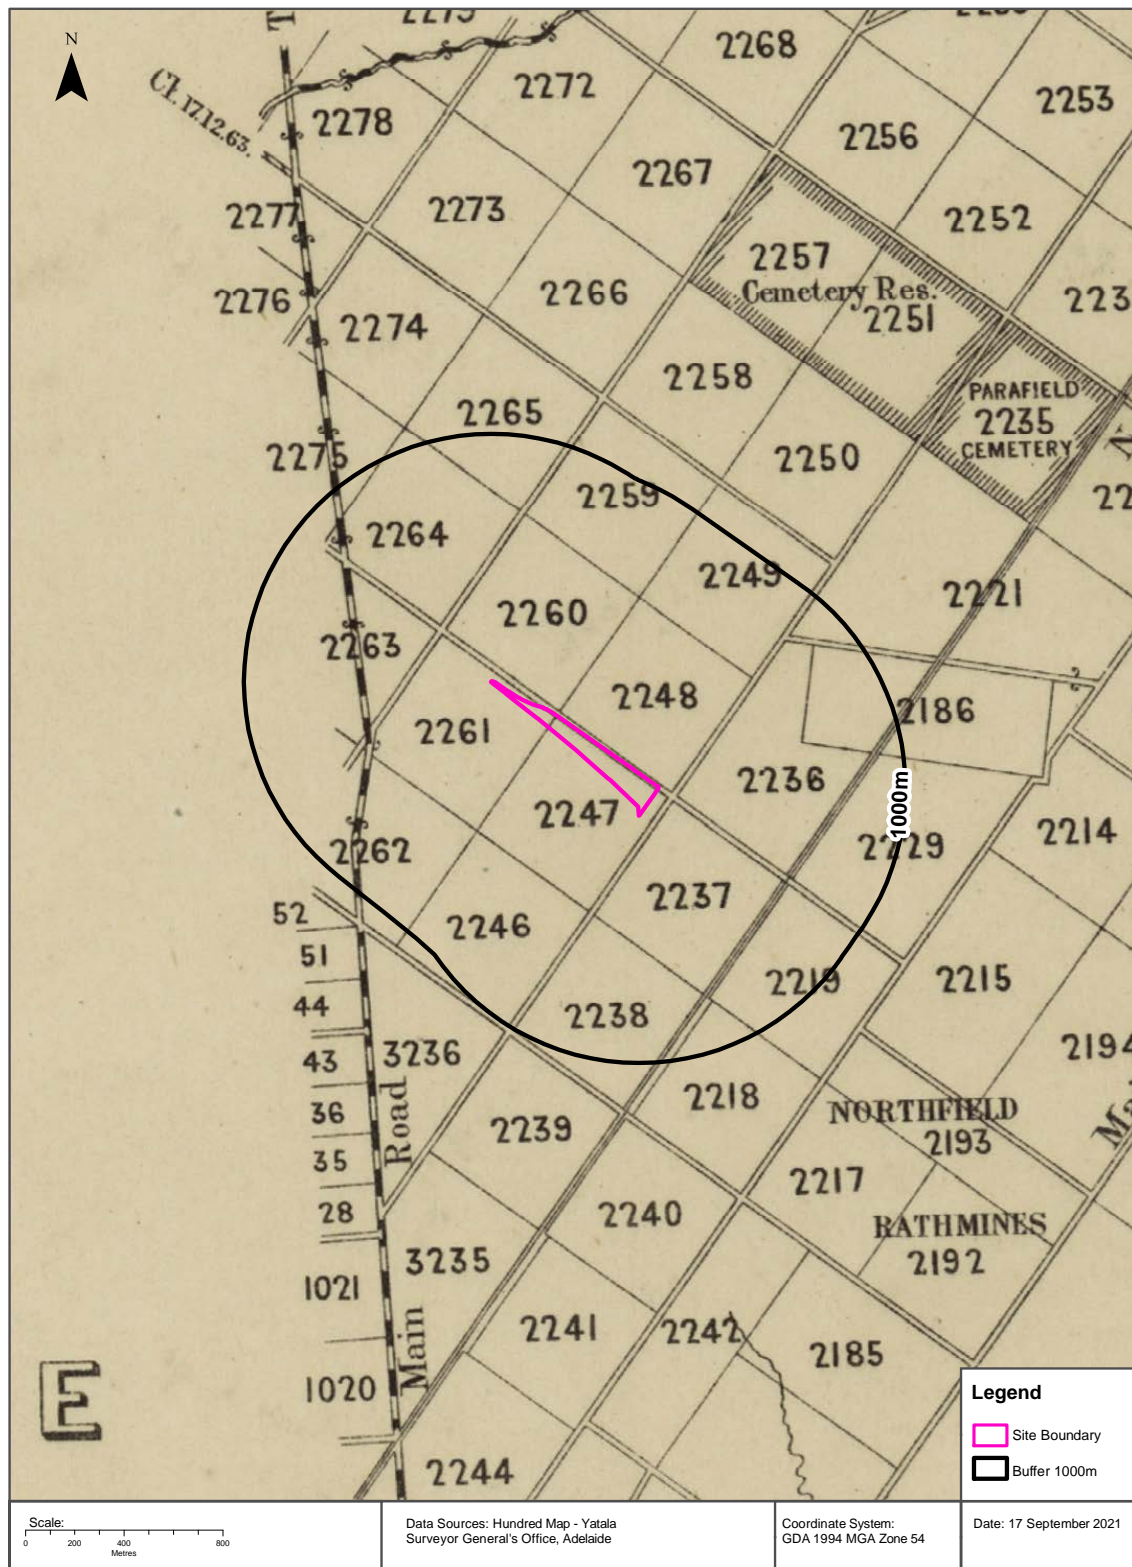 N
T
2268
2272
2253
2278
2256
Cl. 17.12.63.
2267
2273
2252
2277
2257
2276
2266
Cemetery Res.
223
2274
2251
2258
PARAFIELD
2265
2235
CEMETERY
2275
2250
2259
22
2264
2249
2221
2260
2263
2248
2186
2261
2236
2247
1000m
2262
2229
2214
2237
52
2246
51
2219
2215
44
2238
2194
43
3236
2218
NORTHFIELD
36
2239
2193
35
Road
2217
28
2240
RATHMINES
3235
2192
1021
2241
2242
2185
Main
1020
E
2244
Legend
Site Boundary
Buffer 1000m
Scale:
0 200 400 800
Metres
Data Sources: Hundred Map - Yatala
Surveyor General's Office, Adelaide
Coordinate System:
GDA 1994 MGA Zone 54
Date: 17 September 2021